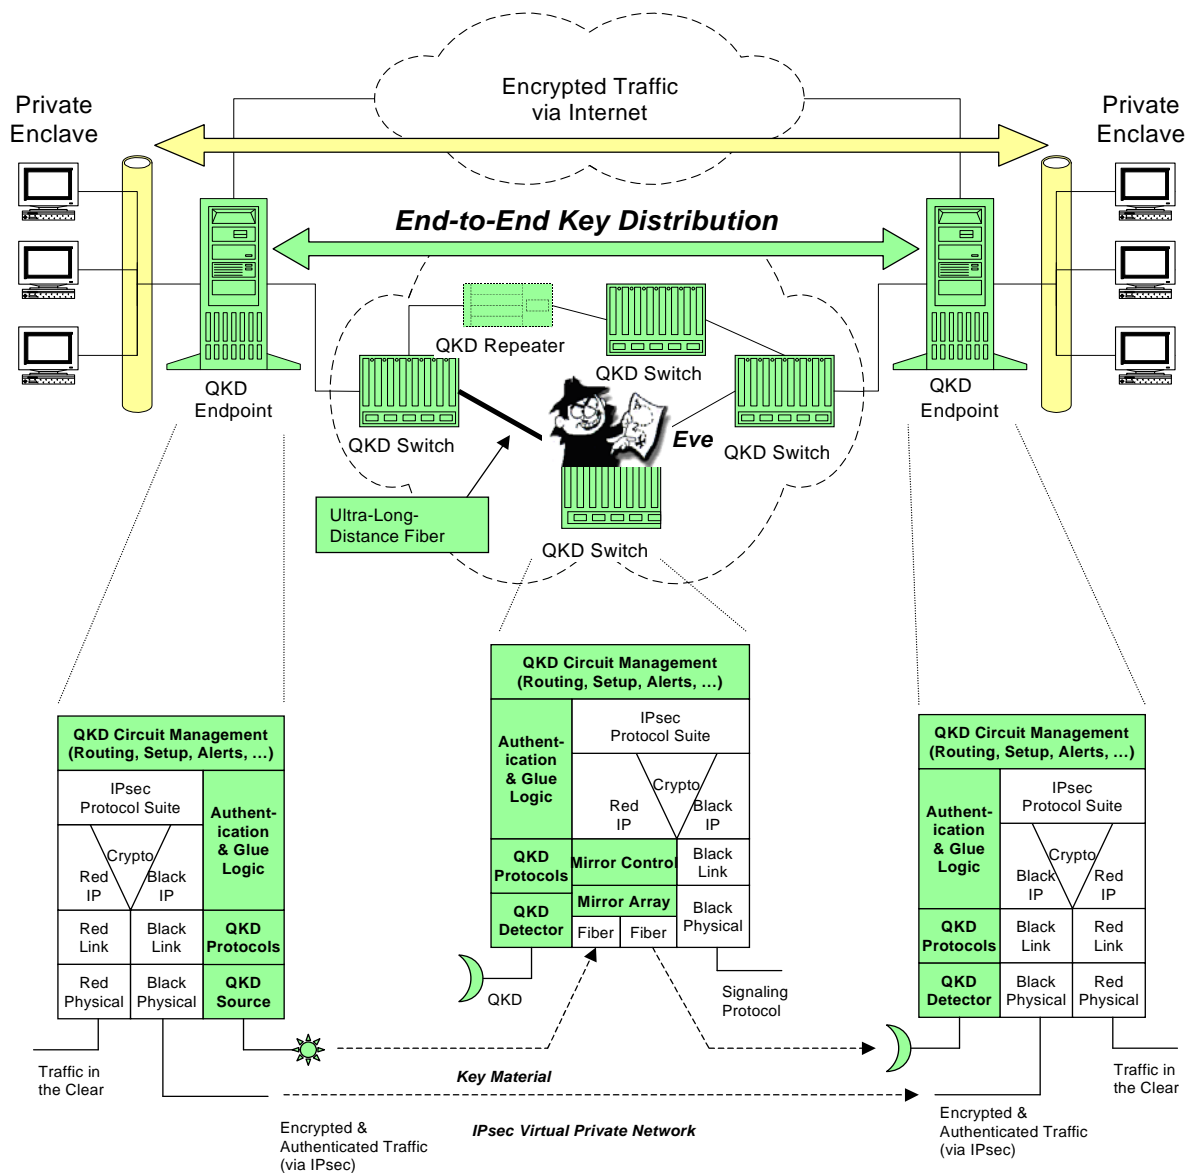 Encrypted Traffic
via Internet
Private
Enclave
Private
Enclave
End-to-End Key Distribution
QKD Repeater
QKD Switch
QKD
Endpoint
QKD
Endpoint
QKD Switch
Eve
QKD Switch
Ultra-Long-
Distance Fiber
QKD Switch
QKD Circuit Management
(Routing, Setup, Alerts, …)
IPsec
Protocol Suite
Authent-
ication
& Glue
Logic
Crypto
Red
IP
Black
IP
QKD
Protocols
Mirror Control
Black
Link
Mirror Array
QKD
Detector
Fiber
Fiber
Black
Physical
QKD
Signaling
Protocol
QKD Circuit Management
(Routing, Setup, Alerts, …)
IPsec
Protocol Suite
Authent-
ication
& Glue
Logic
Crypto
Red
IP
Black
IP
Red
Link
Black
Link
QKD
Protocols
Red
Physical
Black
Physical
QKD
Source
Traffic in
the Clear
QKD Circuit Management
(Routing, Setup, Alerts, …)
Authent-
ication
& Glue
Logic
IPsec
Protocol Suite
Crypto
Black
IP
Red
IP
QKD
Protocols
Black
Link
Red
Link
QKD
Detector
Black
Physical
Red
Physical
Traffic in
the Clear
Key Material
Encrypted &
Authenticated Traffic
(via IPsec)
IPsec Virtual Private Network
Encrypted &
Authenticated Traffic
(via IPsec)